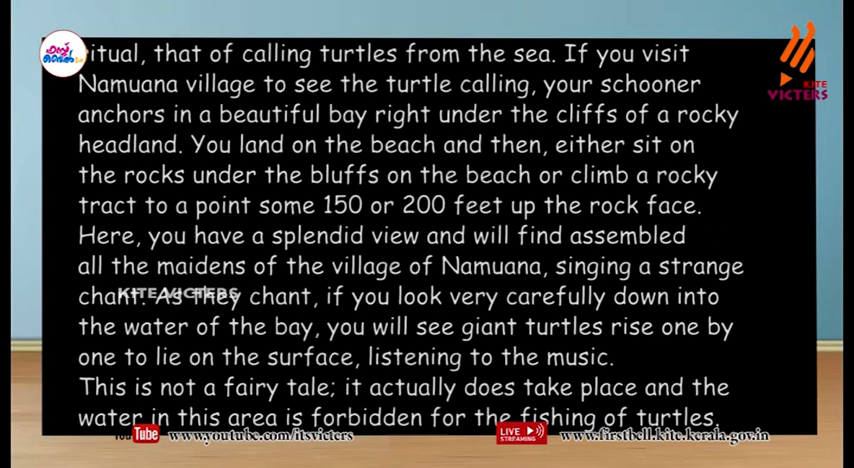 ritual, that of calling turtles from the sea. If you visit
Namuana village to see the turtle calling, your schooner
anchors in a beautiful bay right under the cliffs of a rocky
headland. You land on the beach and then, either sit on
the rocks under the bluffs on the beach or climb a rocky
tract to a point some 150 or 200 feet up the rock face.
Here, you have a splendid view and will find assembled
all the maidens of the village of Namuana, singing a strange
chant. As they chant, if you look very carefully down into
the water of the bay, you will see giant turtles rise one by
one to lie on the surface, listening to the music.
This is not a fairy tale; it actually does take place and the
water in this area is forbidden for the fishing of turtles.
KITE VICTERS
KITE
VICTERS
YouTube www.youtube.com/itsvicters
LIVE
STREAMING
www.firstbell.kite.kerala.gov.in